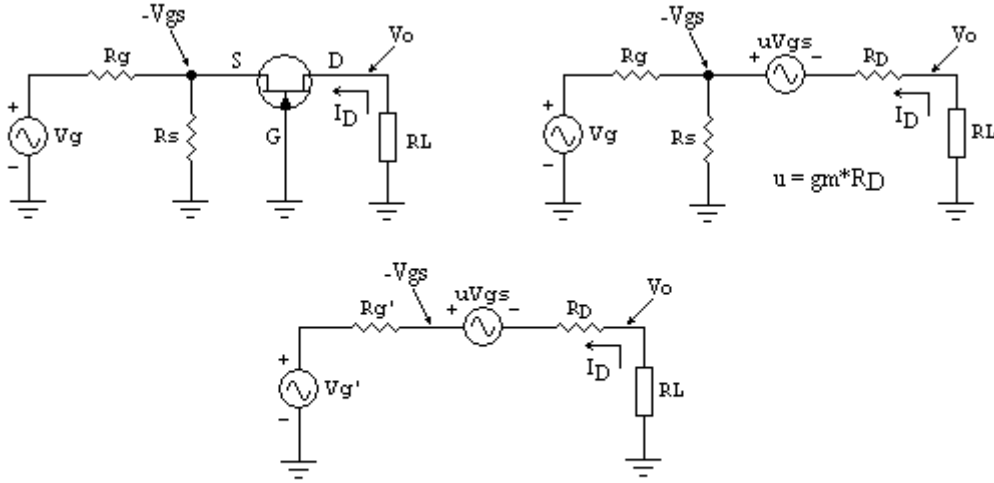 -Vgs
Rg
S
D
Vo
+
Vg
-
Rs
G
ID
RL
-Vgs
uVgs
Rg
+
-
RD
Vo
+
Vg
-
Rs
ID
RL
u = gm*RD
-Vgs
uVgs
Rg'
+
-
RD
Vo
+
Vg'
-
ID
RL